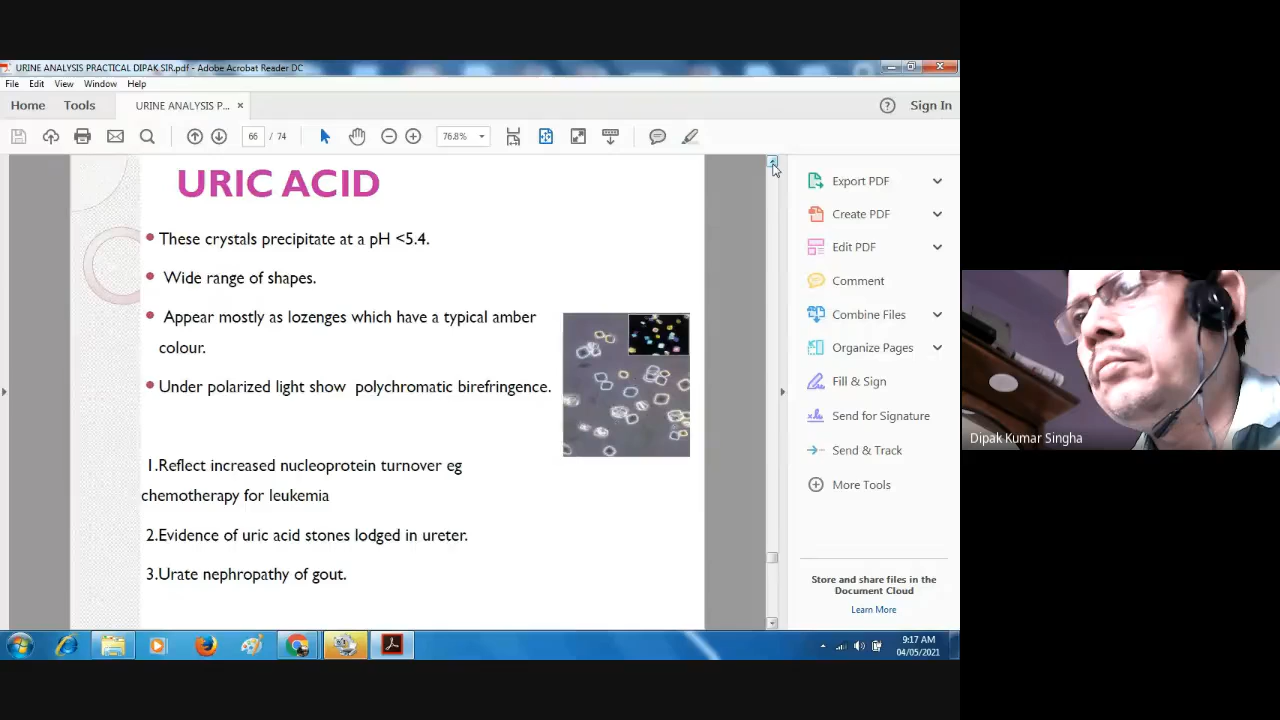 URINE ANALYSIS PRACTICAL DIPAK SIR.pdf - Adobe Acrobat Reader DC
File Edit View Window Help
Home Tools URINE ANALYSIS P... × ? Sign In
66 / 74 76.8%
URIC ACID
These crystals precipitate at a pH <5.4.
Wide range of shapes.
Appear mostly as lozenges which have a typical amber
colour.
Under polarized light show polychromatic birefringence.
1.Reflect increased nucleoprotein turnover eg
chemotherapy for leukemia
2.Evidence of uric acid stones lodged in ureter.
3.Urate nephropathy of gout.
Export PDF
Create PDF
Edit PDF
Comment
Combine Files
Organize Pages
Fill & Sign
Send for Signature
Send & Track
More Tools
Store and share files in the
Document Cloud
Learn More
Dipak Kumar Singha
9:17 AM
04/05/2021